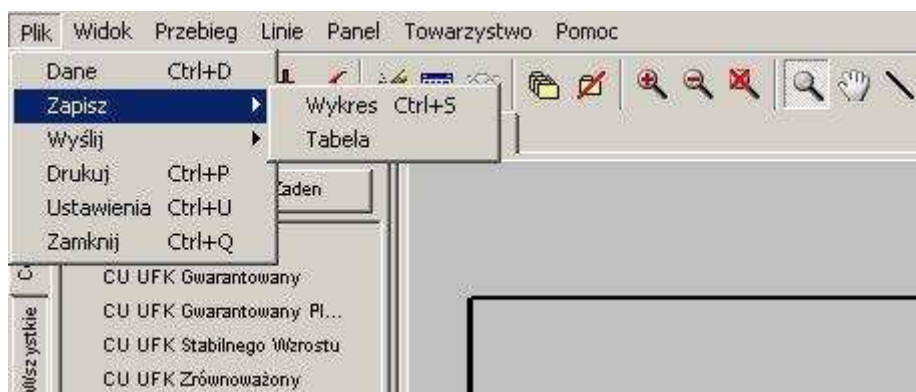 Plik Widok Przebieg Linie Panel Towarzystwo Pomoc
Dane Ctrl+D
Zapisz
Wykres Ctrl+S
Wyślij
Tabela
Drukuj Ctrl+P
Żaden
Ustawienia Ctrl+U
Zamknij Ctrl+Q
CU UFK Gwarantowany
CU UFK Gwarantowany Pl...
CU UFK Stabilnego Wzrostu
CU UFK Zrównoważony
Wszystkie